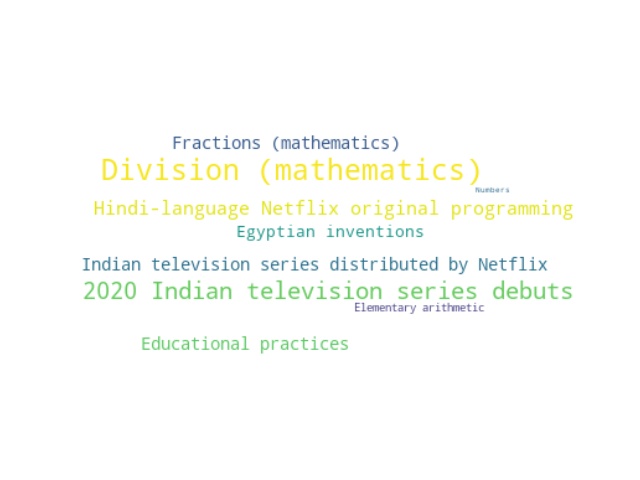 Fractions (mathematics)
Division (mathematics)
Numbers
Hindi-language Netflix original programming
Egyptian inventions
Indian television series distributed by Netflix
2020 Indian television series debuts
Elementary arithmetic
Educational practices